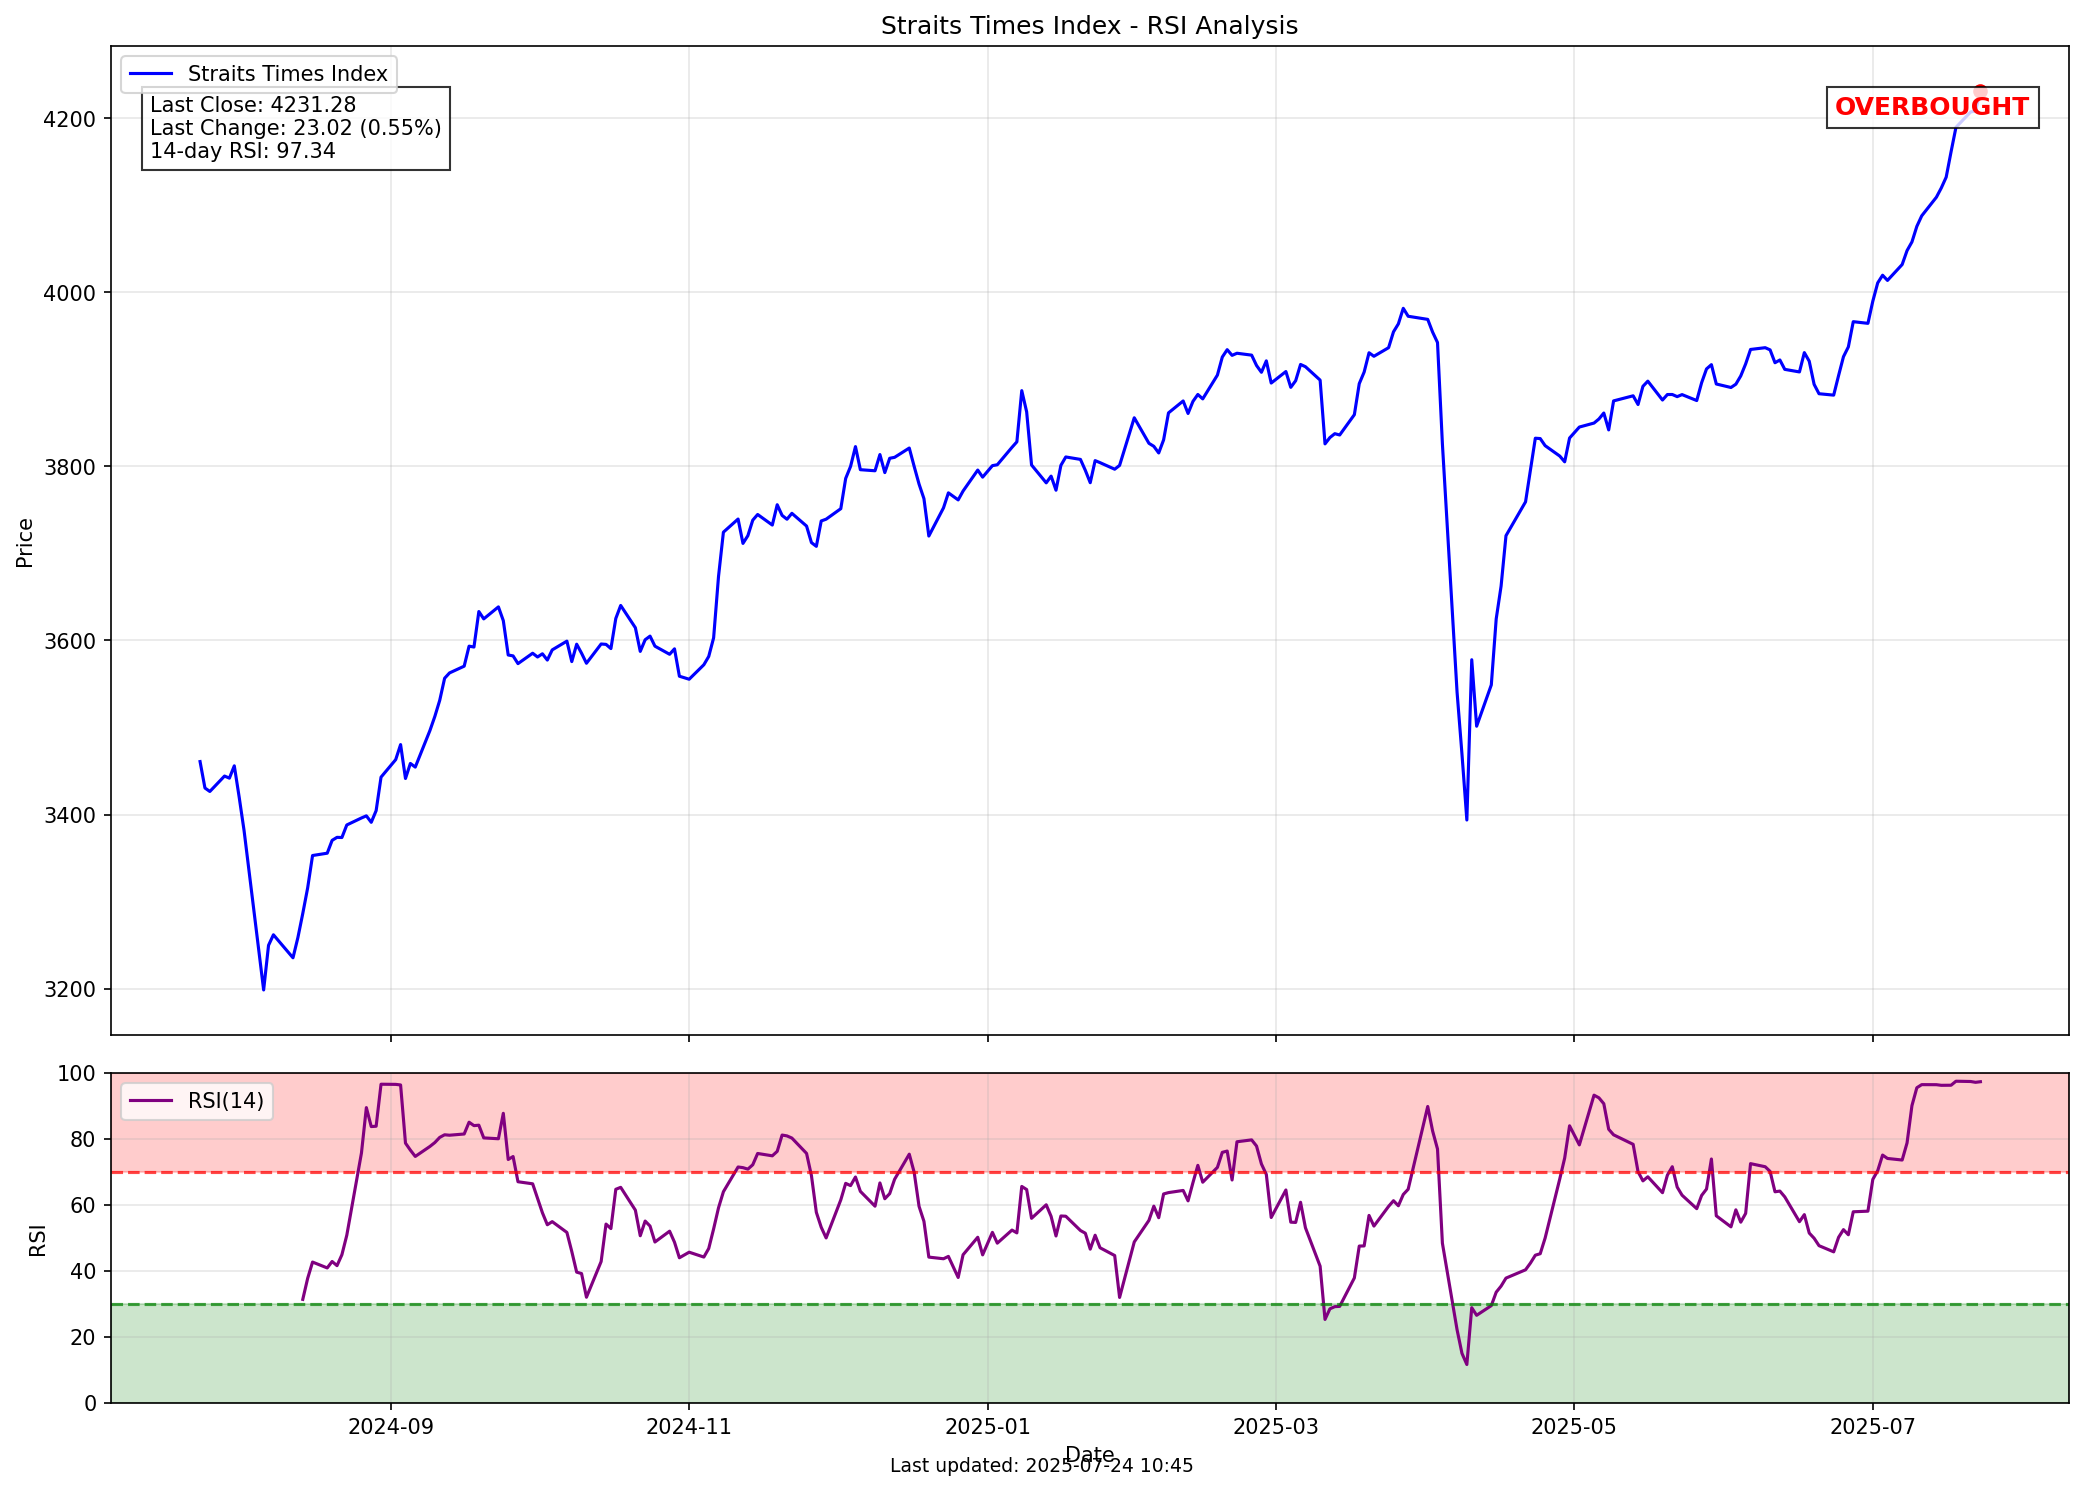 Straits Times Index - RSI Analysis
Straits Times Index
Last Close: 4231.28
Last Change: 23.02 (0.55%)
14-day RSI: 97.34
OVERBOUGHT
4200
4000
3800
3600
3400
3200
Price
RSI(14)
100
80
60
40
20
0
RSI
2024-09
2024-11
2025-01
2025-03
2025-05
2025-07
Date
Last updated: 2025-07-24 10:45